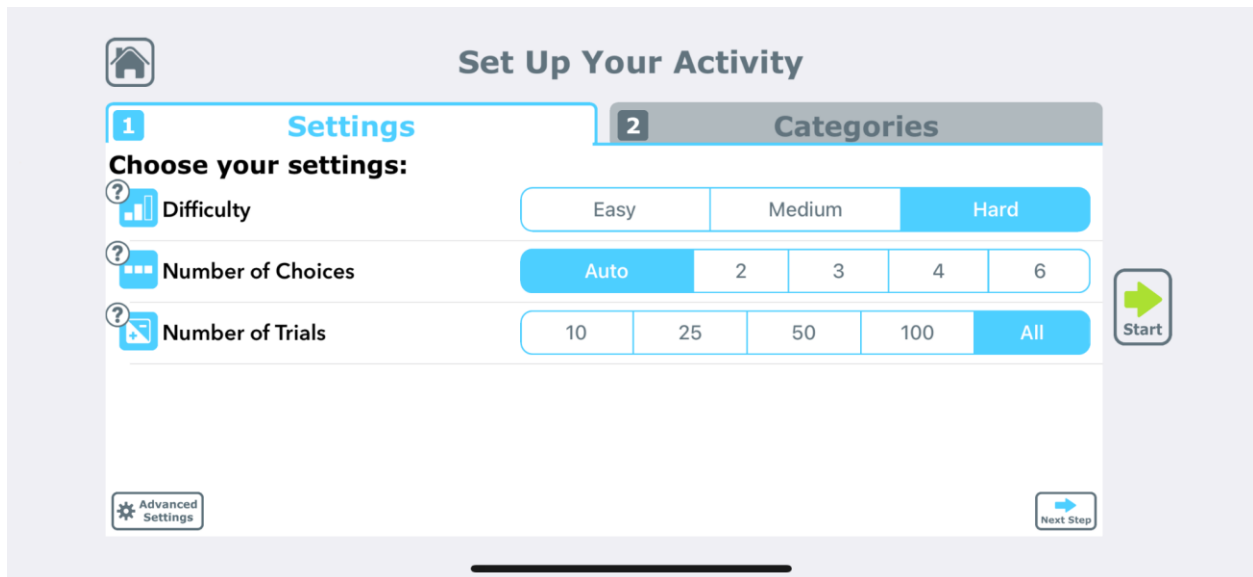 Set Up Your Activity
1 Settings
2 Categories
Choose your settings:
? Difficulty Easy Medium Hard
? Number of Choices Auto 2 3 4 6
? Number of Trials 10 25 50 100 All
Start
Advanced
Settings
Next Step